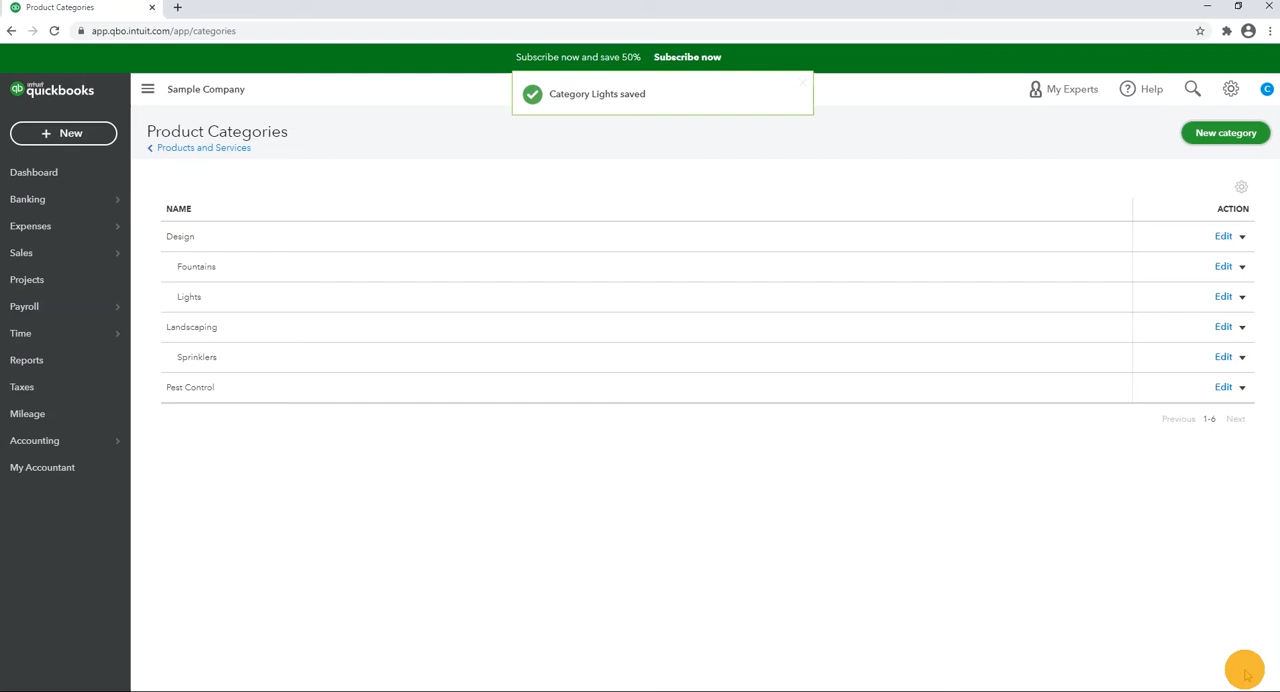 Product Categories
app.qbo.intuit.com/app/categories
Subscribe now and save 50% Subscribe now
intuit
quickbooks
Sample Company
Category Lights saved
My Experts
Help
C
+ New
Product Categories
Products and Services
New category
Dashboard
Banking
Expenses
Sales
Projects
Payroll
Time
Reports
Taxes
Mileage
Accounting
My Accountant
NAME ACTION
Design Edit
Fountains Edit
Lights Edit
Landscaping Edit
Sprinklers Edit
Pest Control Edit
Previous 1-6 Next